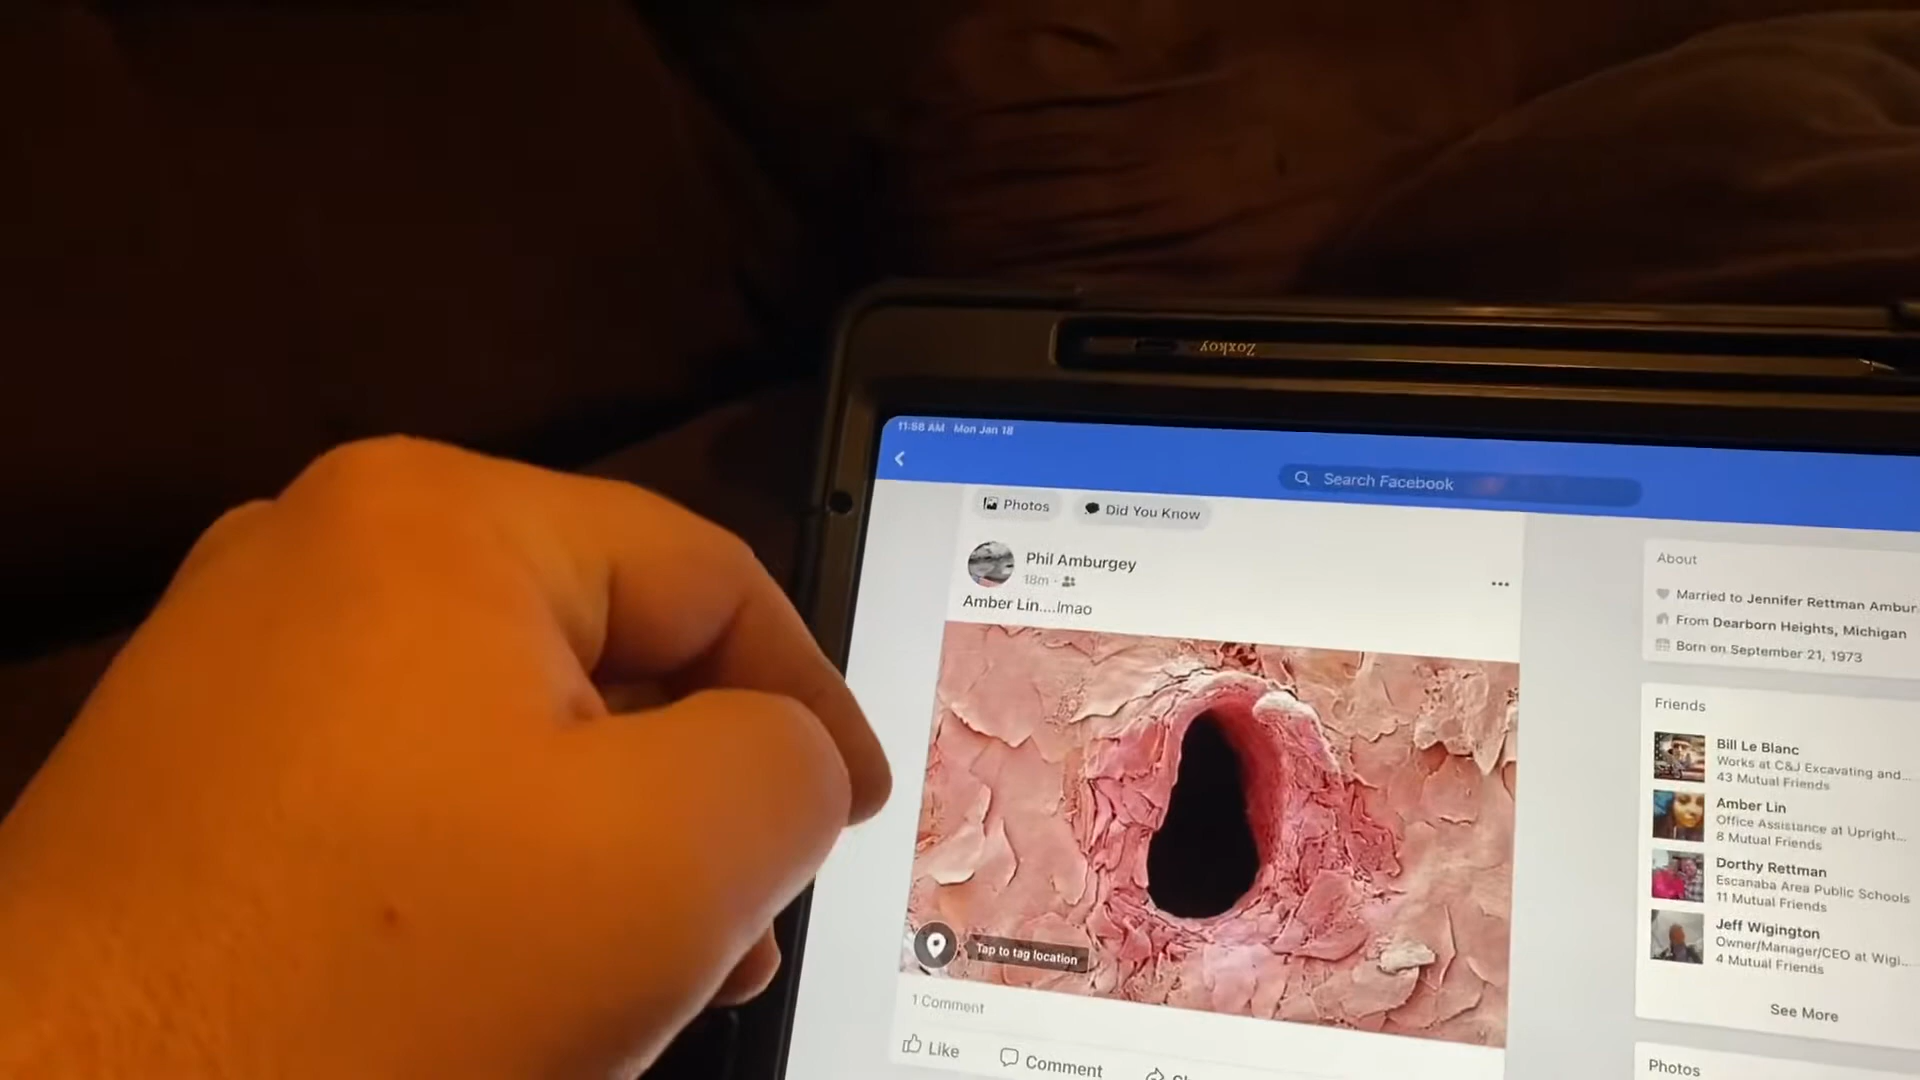 Zoxkoy
11:58 AM Mon Jan 18
Search Facebook
Photos
Did You Know
Phil Amburgey
18m
Amber Lin....lmao
Tap to tag location
1 Comment
Like
Comment
About
Married to Jennifer Rettman Ambur
From Dearborn Heights, Michigan
Born on September 21, 1973
Friends
Bill Le Blanc
Works at C&J Excavating and...
43 Mutual Friends
Amber Lin
Office Assistance at Upright...
8 Mutual Friends
Dorthy Rettman
Escanaba Area Public Schools
11 Mutual Friends
Jeff Wigington
Owner/Manager/CEO at Wigi...
4 Mutual Friends
See More
Photos